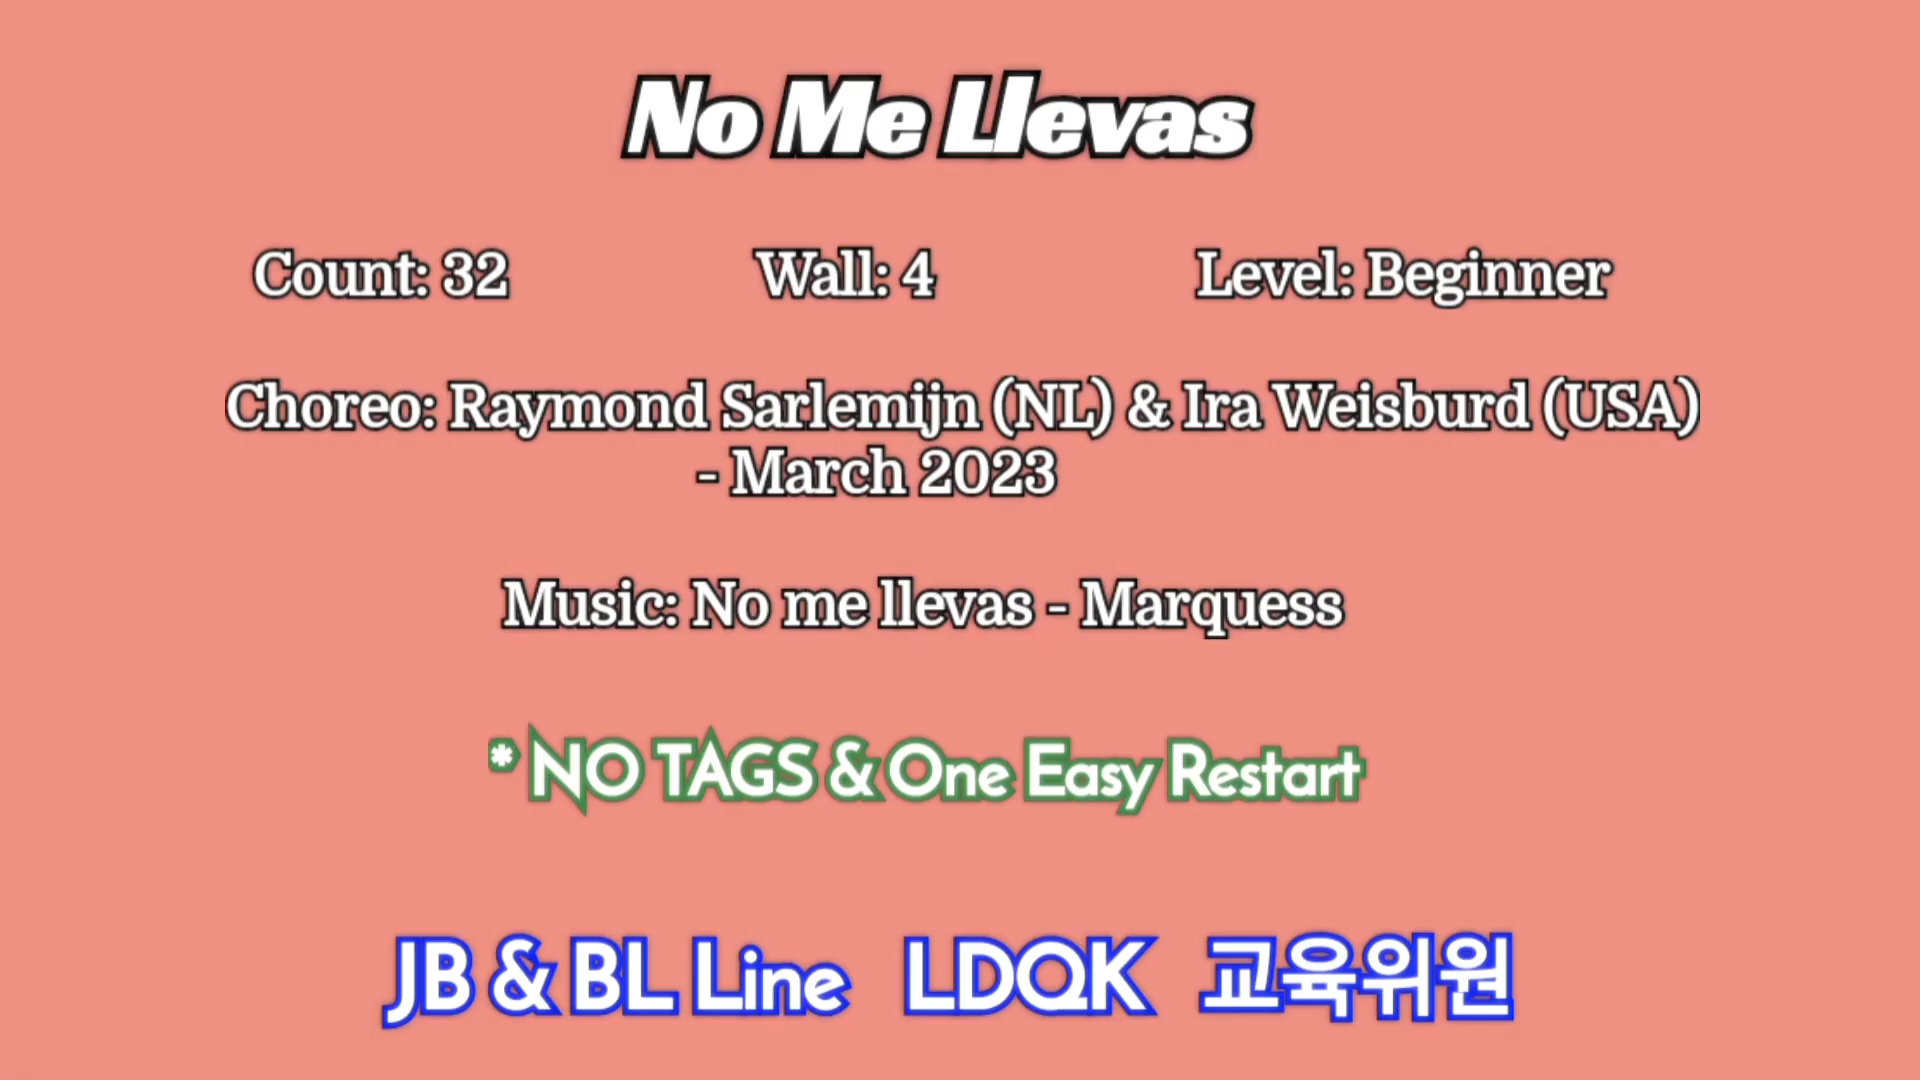 No Me Llevas
Count: 32 Wall: 4 Level: Beginner
Choreo: Raymond Sarlemijn (NL) & Ira Weisburd (USA)
- March 2023
Music: No me llevas - Marquess
* NO TAGS & One Easy Restart
JB & BL Line LDQK 교육위원